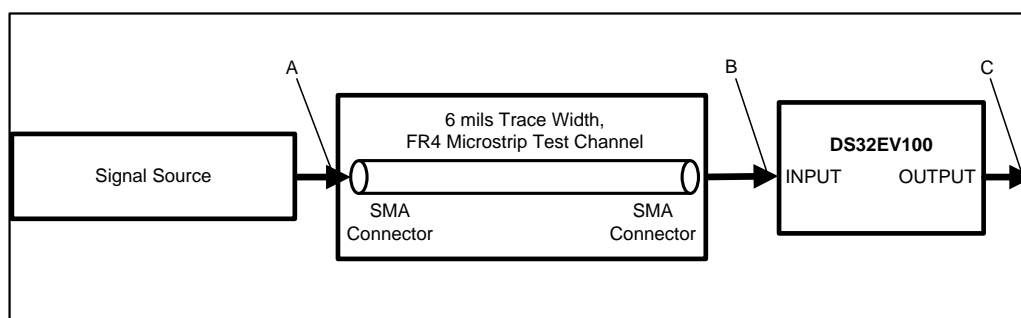 A
B
C
6 mils Trace Width,
FR4 Microstrip Test Channel
DS32EV100
Signal Source
INPUT
OUTPUT
SMA
Connector
SMA
Connector